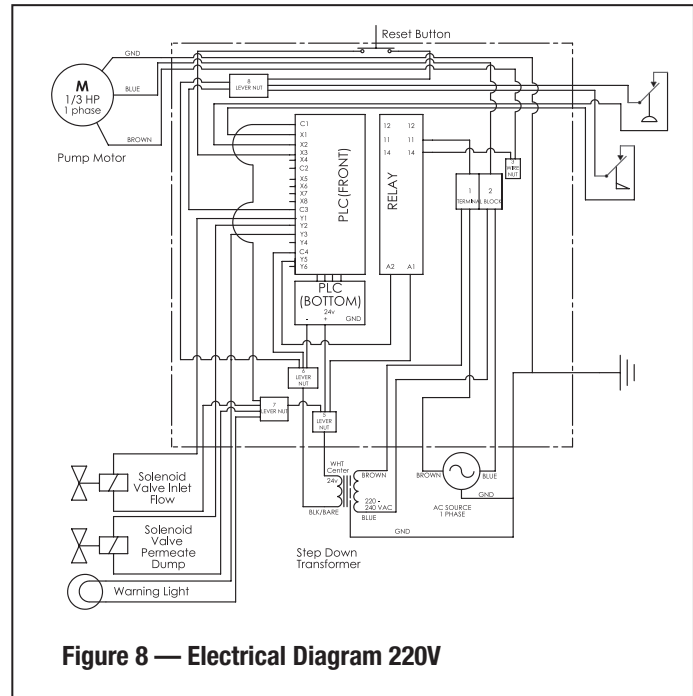 Reset Button
GND
M
1/3 HP
1 phase
BLUE
BROWN
Pump Motor
8
LEVER NUT
C1
X1
X2
X3
X4
C2
X5
X6
X7
X8
C3
Y1
Y2
Y3
Y4
C4
Y5
Y6
PLC(FRONT)
12
11
14
RELAY
12
11
14
A2
A1
3
WIRE
NUT
1
2
TERMINAL BLOCK
PLC
(BOTTOM)
24v
-
+
GND
6
LEVER
NUT
7
LEVER NUT
5
LEVER
NUT
WHT
Center
24v
BROWN
BROWN
BLUE
GND
220 -
240 VAC
BLUE
BLK/BARE
AC SOURCE
1 PHASE
GND
Solenoid
Valve Inlet
Flow
Solenoid
Valve
Permeate
Dump
Step Down
Transformer
Warning Light
Figure 8 — Electrical Diagram 220V